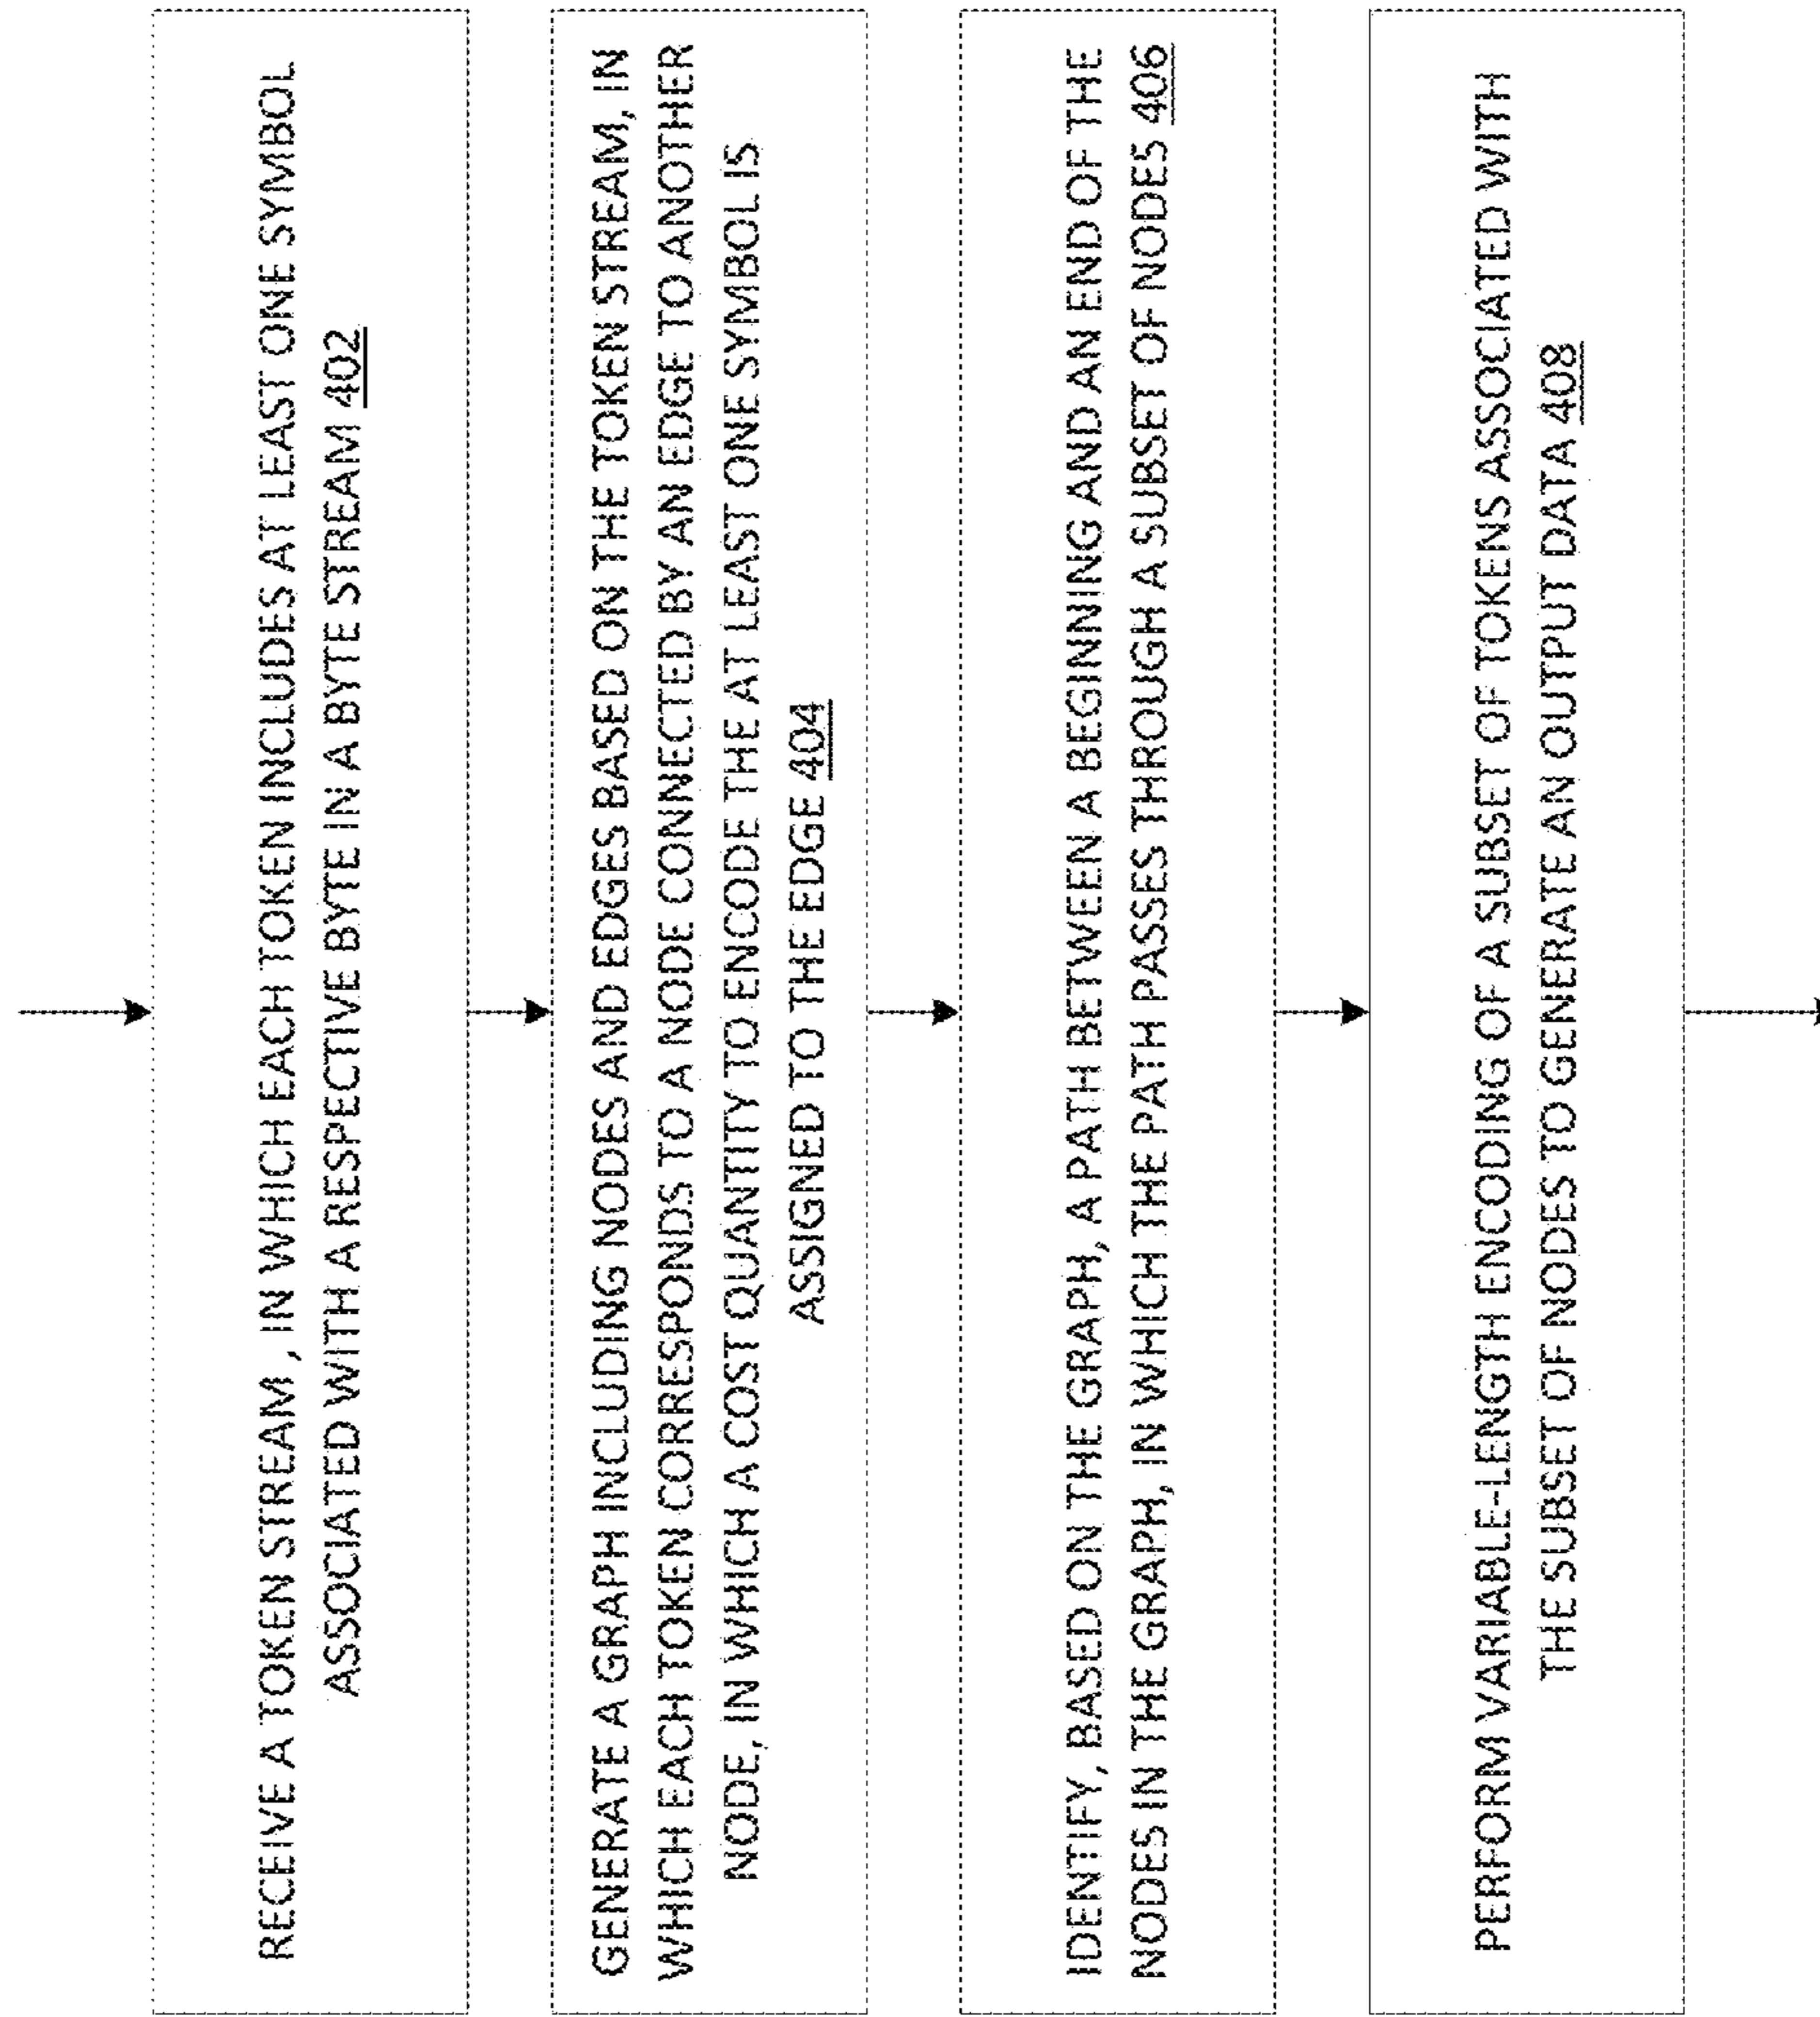 RECEIVE A TOKEN STREAM , IN WHICH EACH TOKEN INCLUDES AT LEAST ONE SYMBOL
ASSOCIATED WITH A RESPECTIVE BYTE IN A BYTE STREAM 402
GENERATE A GRAPH INCLUDING NODES AND EDGES BASED ON THE TOKEN STREAM, IN
WHICH EACH TOKEN CORRESPONDS TO A NODE CONNECTED BY AN EDGE TO ANOTHER
NODE, IN WHICH A COST QUANTITY TO ENCODE THE AT LEAST ONE SYMBOL IS
ASSIGNED TO THE EDGE 404
IDENTIFY, BASED ON THE GRAPH, A PATH BETWEEN A BEGINNING AND AN END OF THE
NODES IN THE GRAPH, IN WHICH THE PATH PASSES THROUGH A SUBSET OF NODES 406
PERFORM VARIABLE-LENGTH ENCODING OF A SUBSET OF TOKENS ASSOCIATED WITH
THE SUBSET OF NODES TO GENERATE AN OUTPUT DATA 408